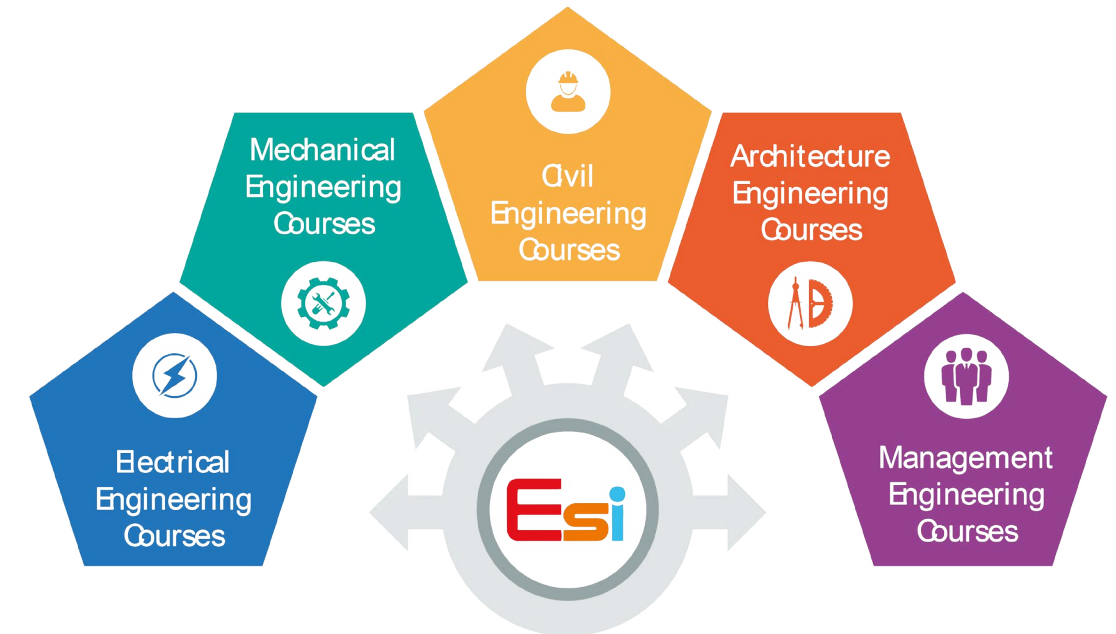 Electrical
Engineering
Courses
Mechanical
Engineering
Courses
Civil
Engineering
Courses
Architecture
Engineering
Courses
Management
Engineering
Courses
Esi